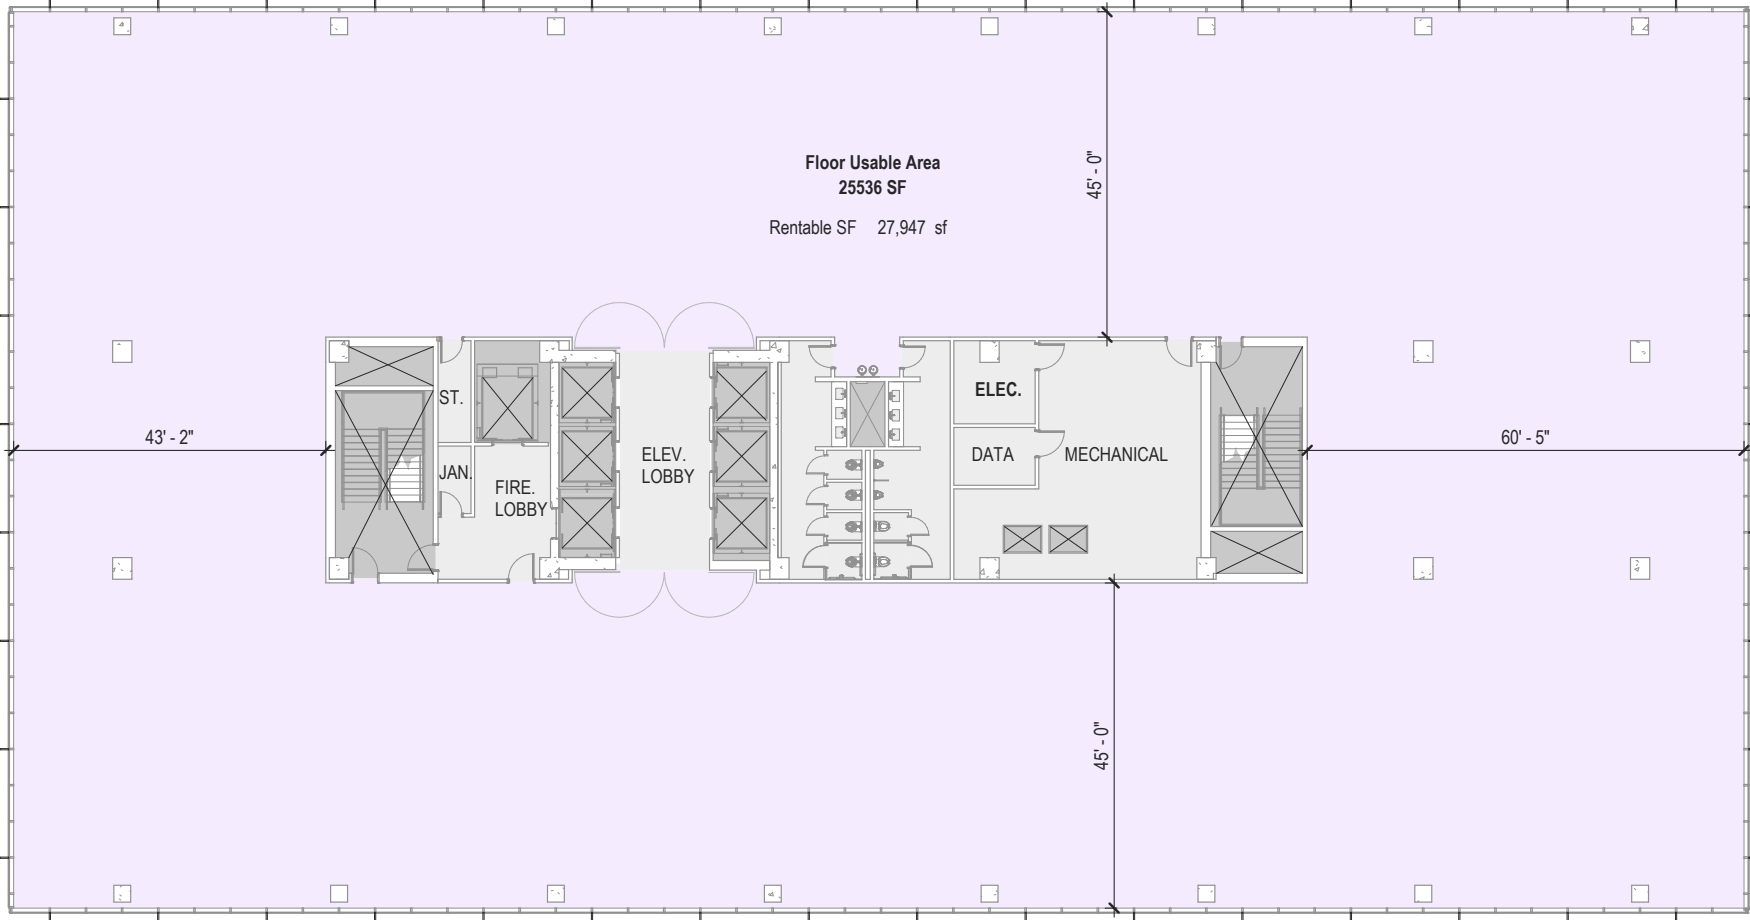 Floor Usable Area
25536 SF
45' - 0"
Rentable SF 27,947 sf
ST.
ELEC.
43' - 2"
60' - 5"
ELEV.
LOBBY
DATA
MECHANICAL
JAN.
FIRE.
LOBBY
45' - 0"